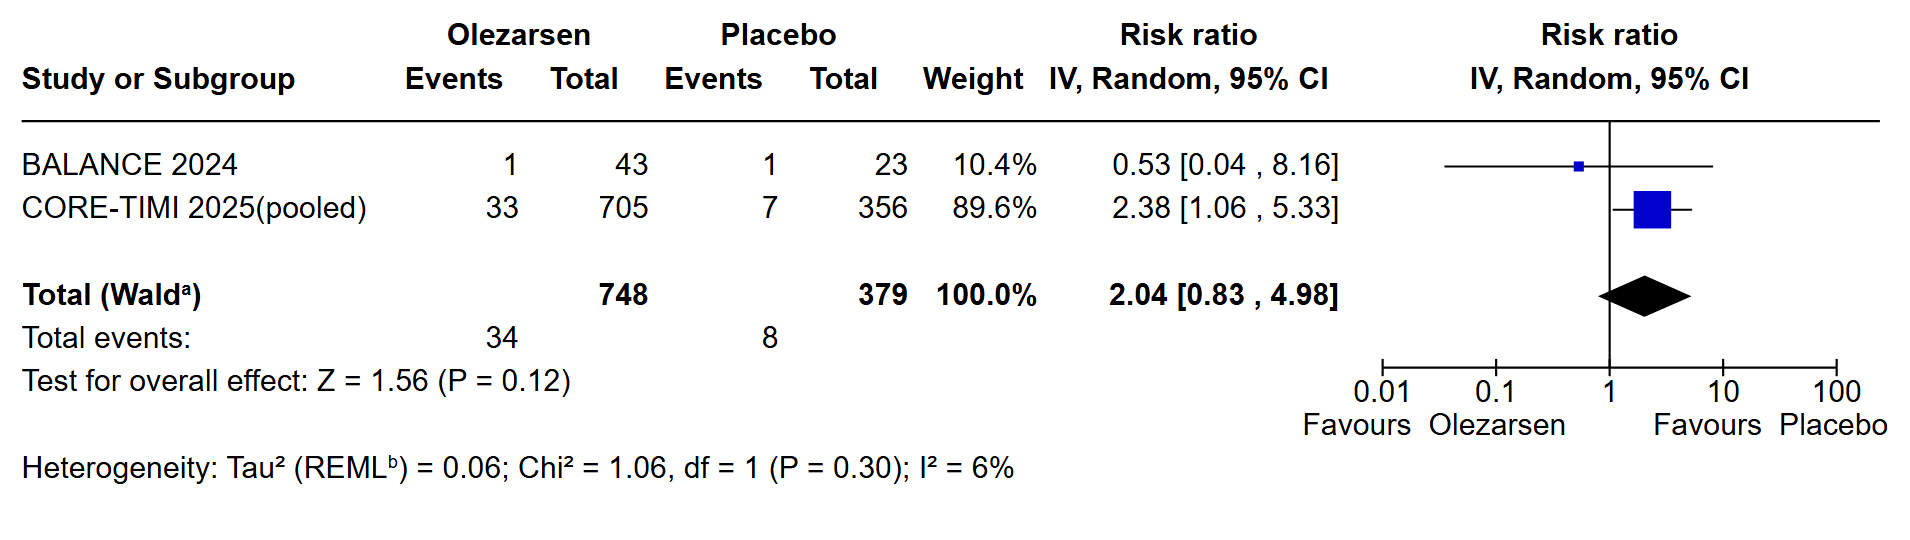 Olezarsen Placebo Risk ratio Risk ratio
Study or Subgroup Events Total Events Total Weight IV, Random, 95% CI IV, Random, 95% CI
BALANCE 2024 1 43 1 23 10.4% 0.53 [0.04 , 8.16]
CORE-TIMI 2025(pooled) 33 705 7 356 89.6% 2.38 [1.06 , 5.33]
Total (Waldᵃ) 748 379 100.0% 2.04 [0.83 , 4.98]
Total events: 34 8
Test for overall effect: Z = 1.56 (P = 0.12)
0.01 0.1 1 10 100
Favours Olezarsen Favours Placebo
Heterogeneity: Tau² (REMLᵇ) = 0.06; Chi² = 1.06, df = 1 (P = 0.30); I² = 6%